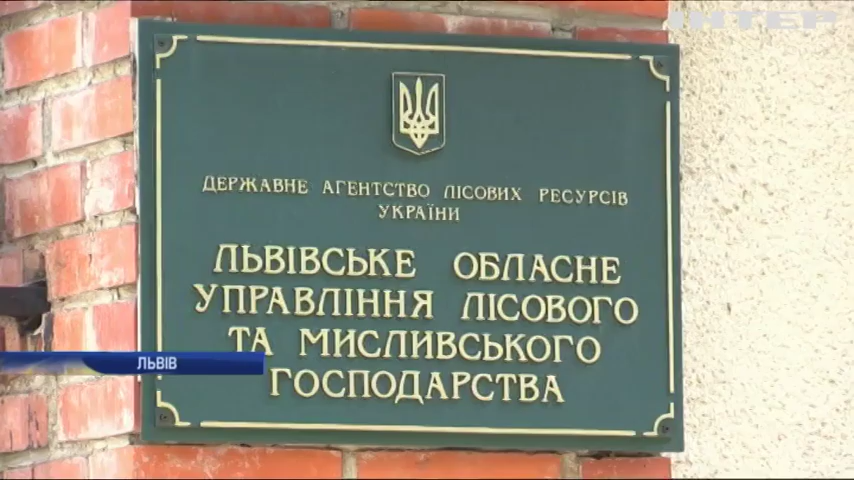 ІНТЕР
ДЕРЖАВНЕ АГЕНТСТВО ЛІСОВИХ РЕСУРСІВ
УКРАЇНИ
ЛЬВІВСЬКЕ ОБЛАСНЕ
УПРАВЛІННЯ ЛІСОВОГО
ТА МИСЛИВСЬКОГО
ГОСПОДАРСТВА
ЛЬВІВ